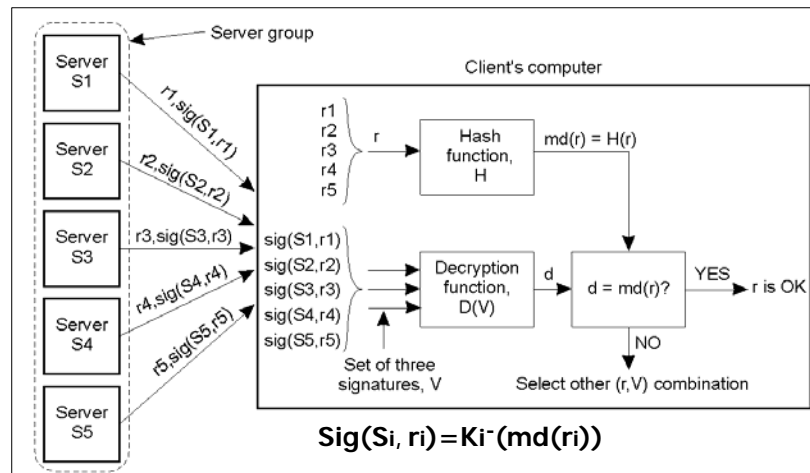 Server group
Server
S1
Server
S2
Server
S3
Server
S4
Server
S5
r1,sig(S1,r1)
r2,sig(S2,r2)
r3,sig(S3,r3)
r4,sig(S4,r4)
r5,sig(S5,r5)
Client's computer
r1
r2
r3
r4
r5
r
Hash
function,
H
md(r) = H(r)
sig(S1,r1)
sig(S2,r2)
sig(S3,r3)
sig(S4,r4)
sig(S5,r5)
Set of three
signatures, V
Decryption
function,
D(V)
d
d = md(r)?
YES
r is OK
NO
Select other (r,V) combination
Sig(Si, ri)=Ki-(md(ri))